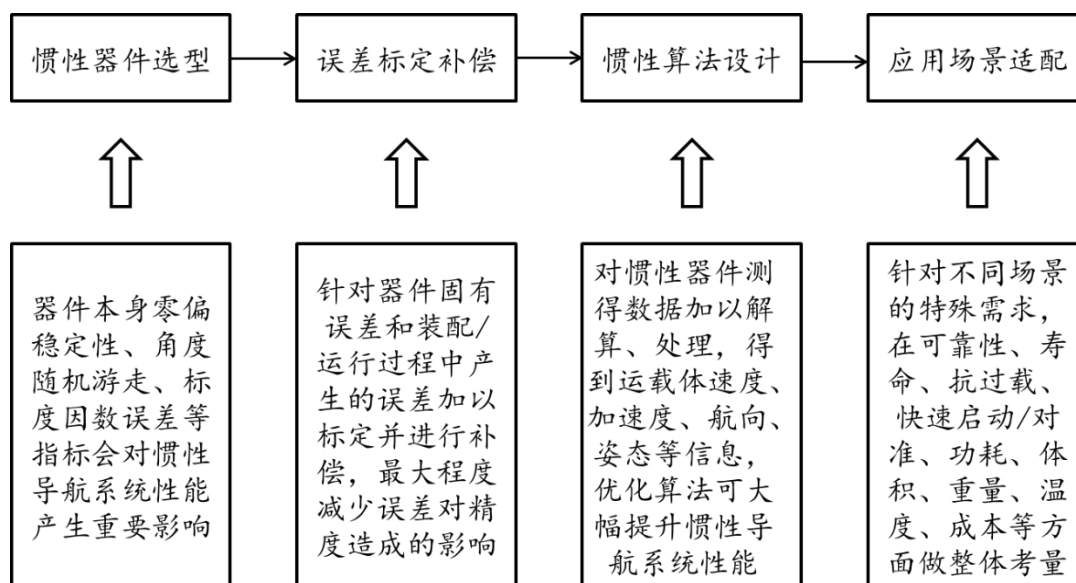 惯性器件选型
误差标定补偿
惯性算法设计
应用场景适配
器件本身零偏
稳定性、角度
随机游走、标
度因数误差等
指标会对惯性
导航系统性能
产生重要影响
针对器件固有
误差和装配/
运行过程中产
生的误差加以
标定并进行补
偿，最大程度
减少误差对精
度造成的影响
对惯性器件测
得数据加以解
算、处理，得
到运载体速度、
加速度、航向、
姿态等信息，
优化算法可大
幅提升惯性导
航系统性能
针对不同场景
的特殊需求，
在可靠性、寿
命、抗过载、
快速启动/对
准、功耗、体
积、重量、温
度、成本等方
面做整体考量